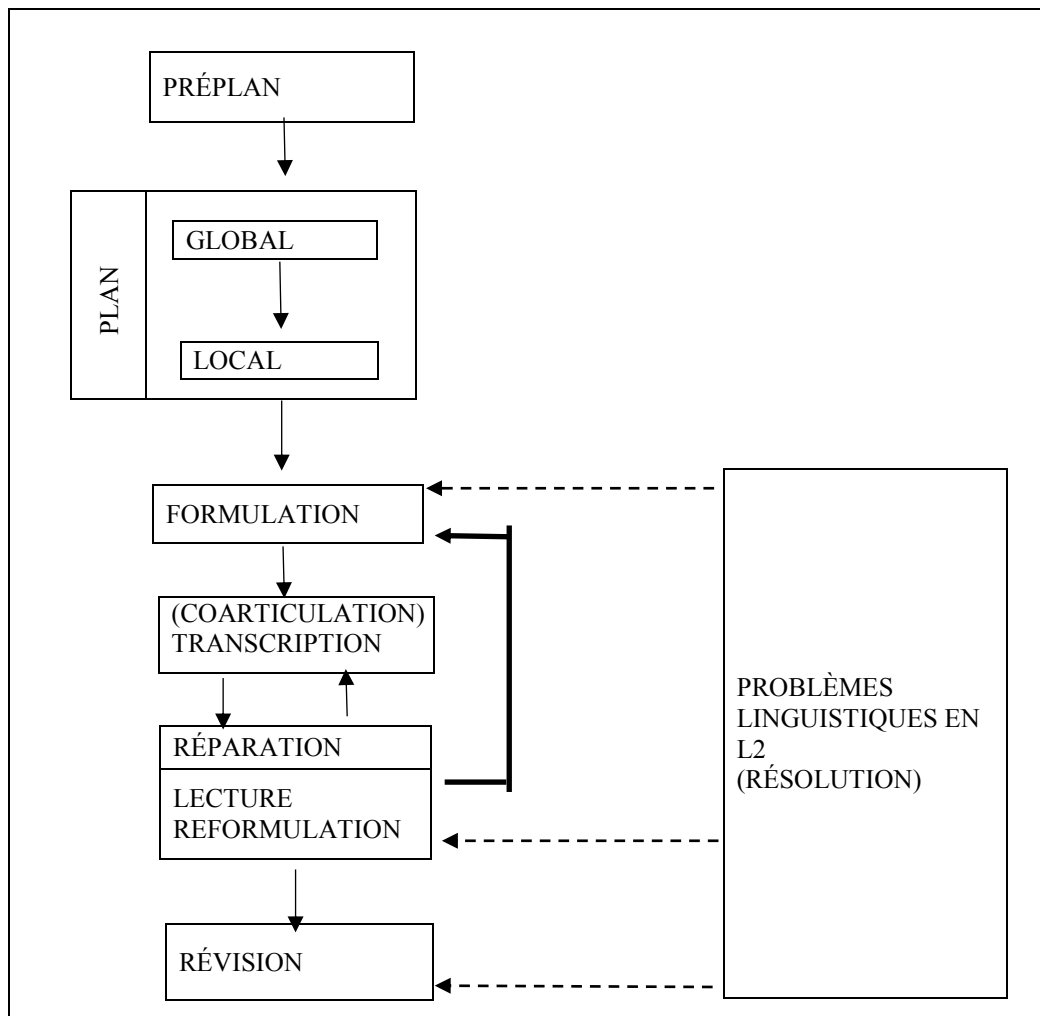 PRÉPLAN
PLAN
GLOBAL
LOCAL
FORMULATION
(COARTICULATION)
TRANSCRIPTION
RÉPARATION
LECTURE
REFORMULATION
RÉVISION
PROBLÈMES
LINGUISTIQUES EN
L2
(RÉSOLUTION)